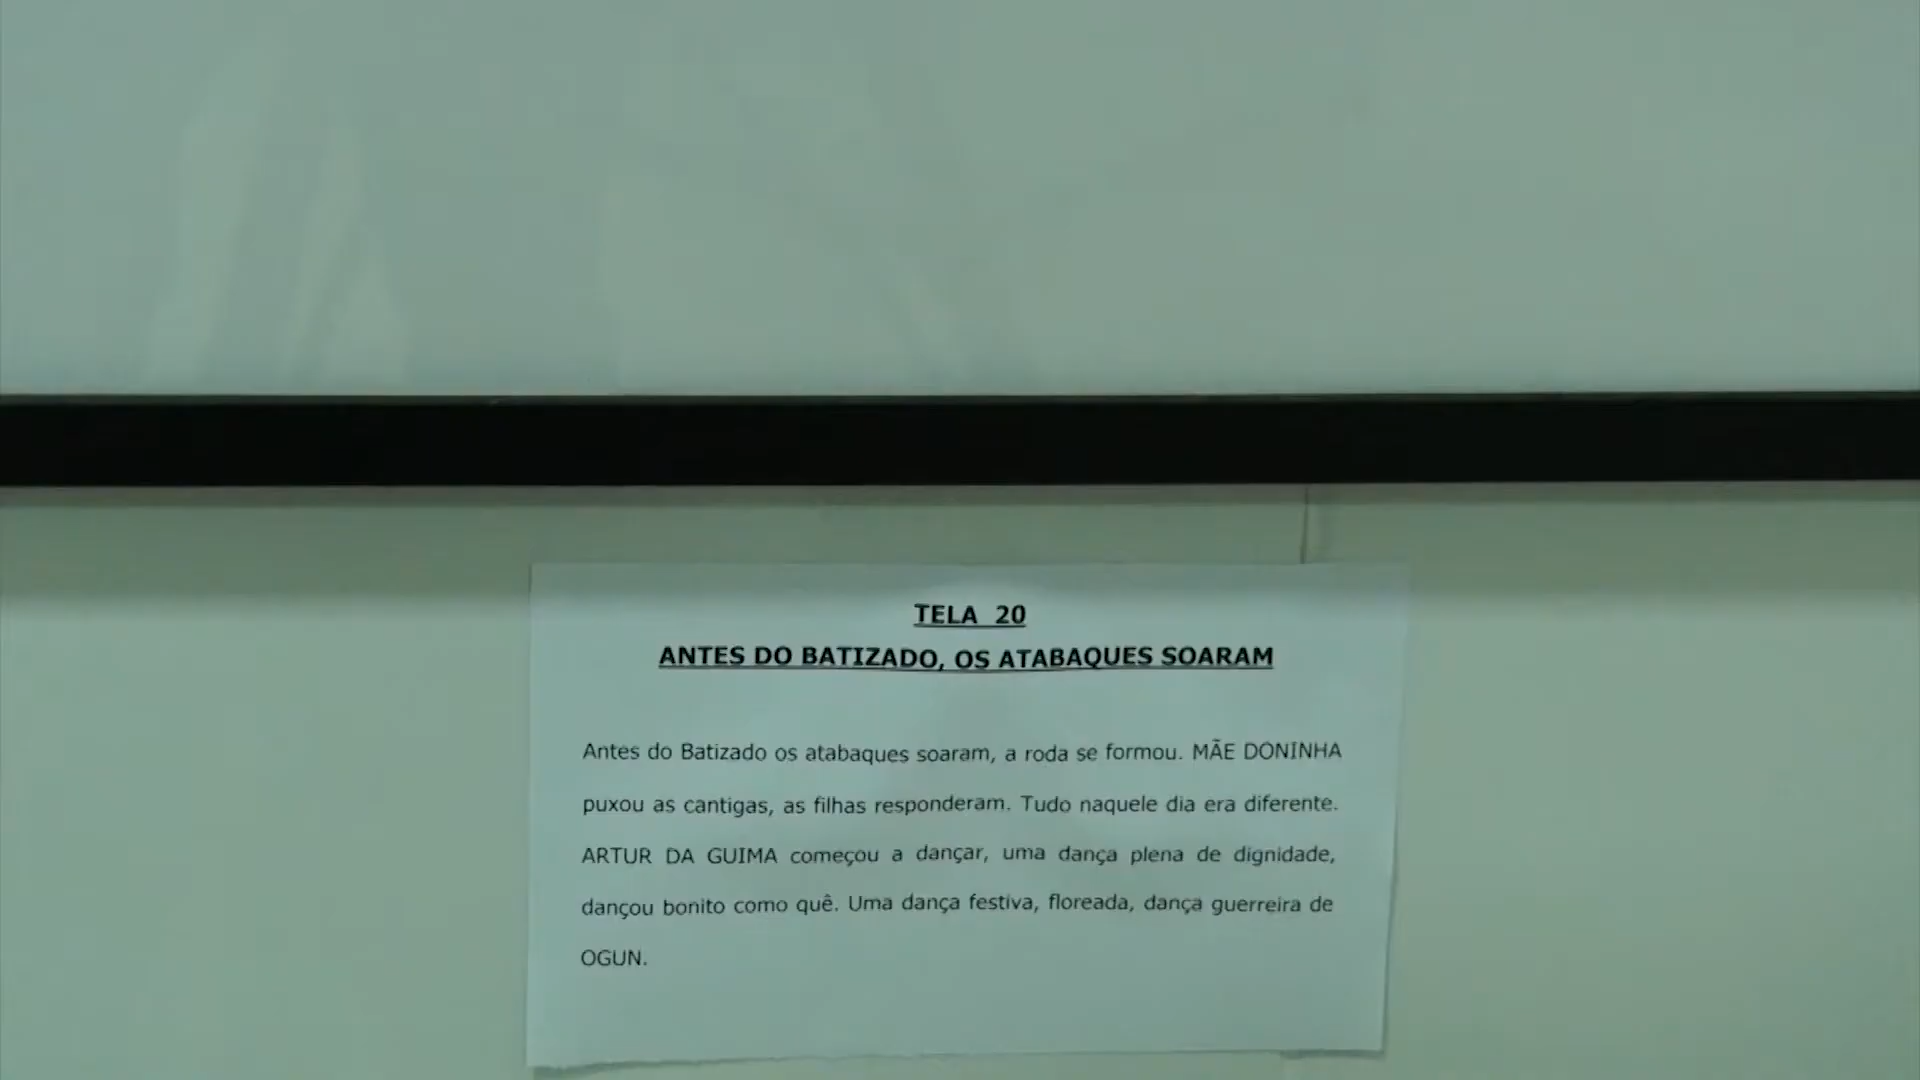 TELA 20
ANTES DO BATIZADO, OS ATABAQUES SOARAM
Antes do Batizado os atabaques soaram, a roda se formou. MÃE DONINHA
puxou as cantigas, as filhas responderam. Tudo naquele dia era diferente.
ARTUR DA GUIMA começou a dançar, uma dança plena de dignidade,
dançou bonito como quê. Uma dança festiva, floreada, dança guerreira de
OGUN.